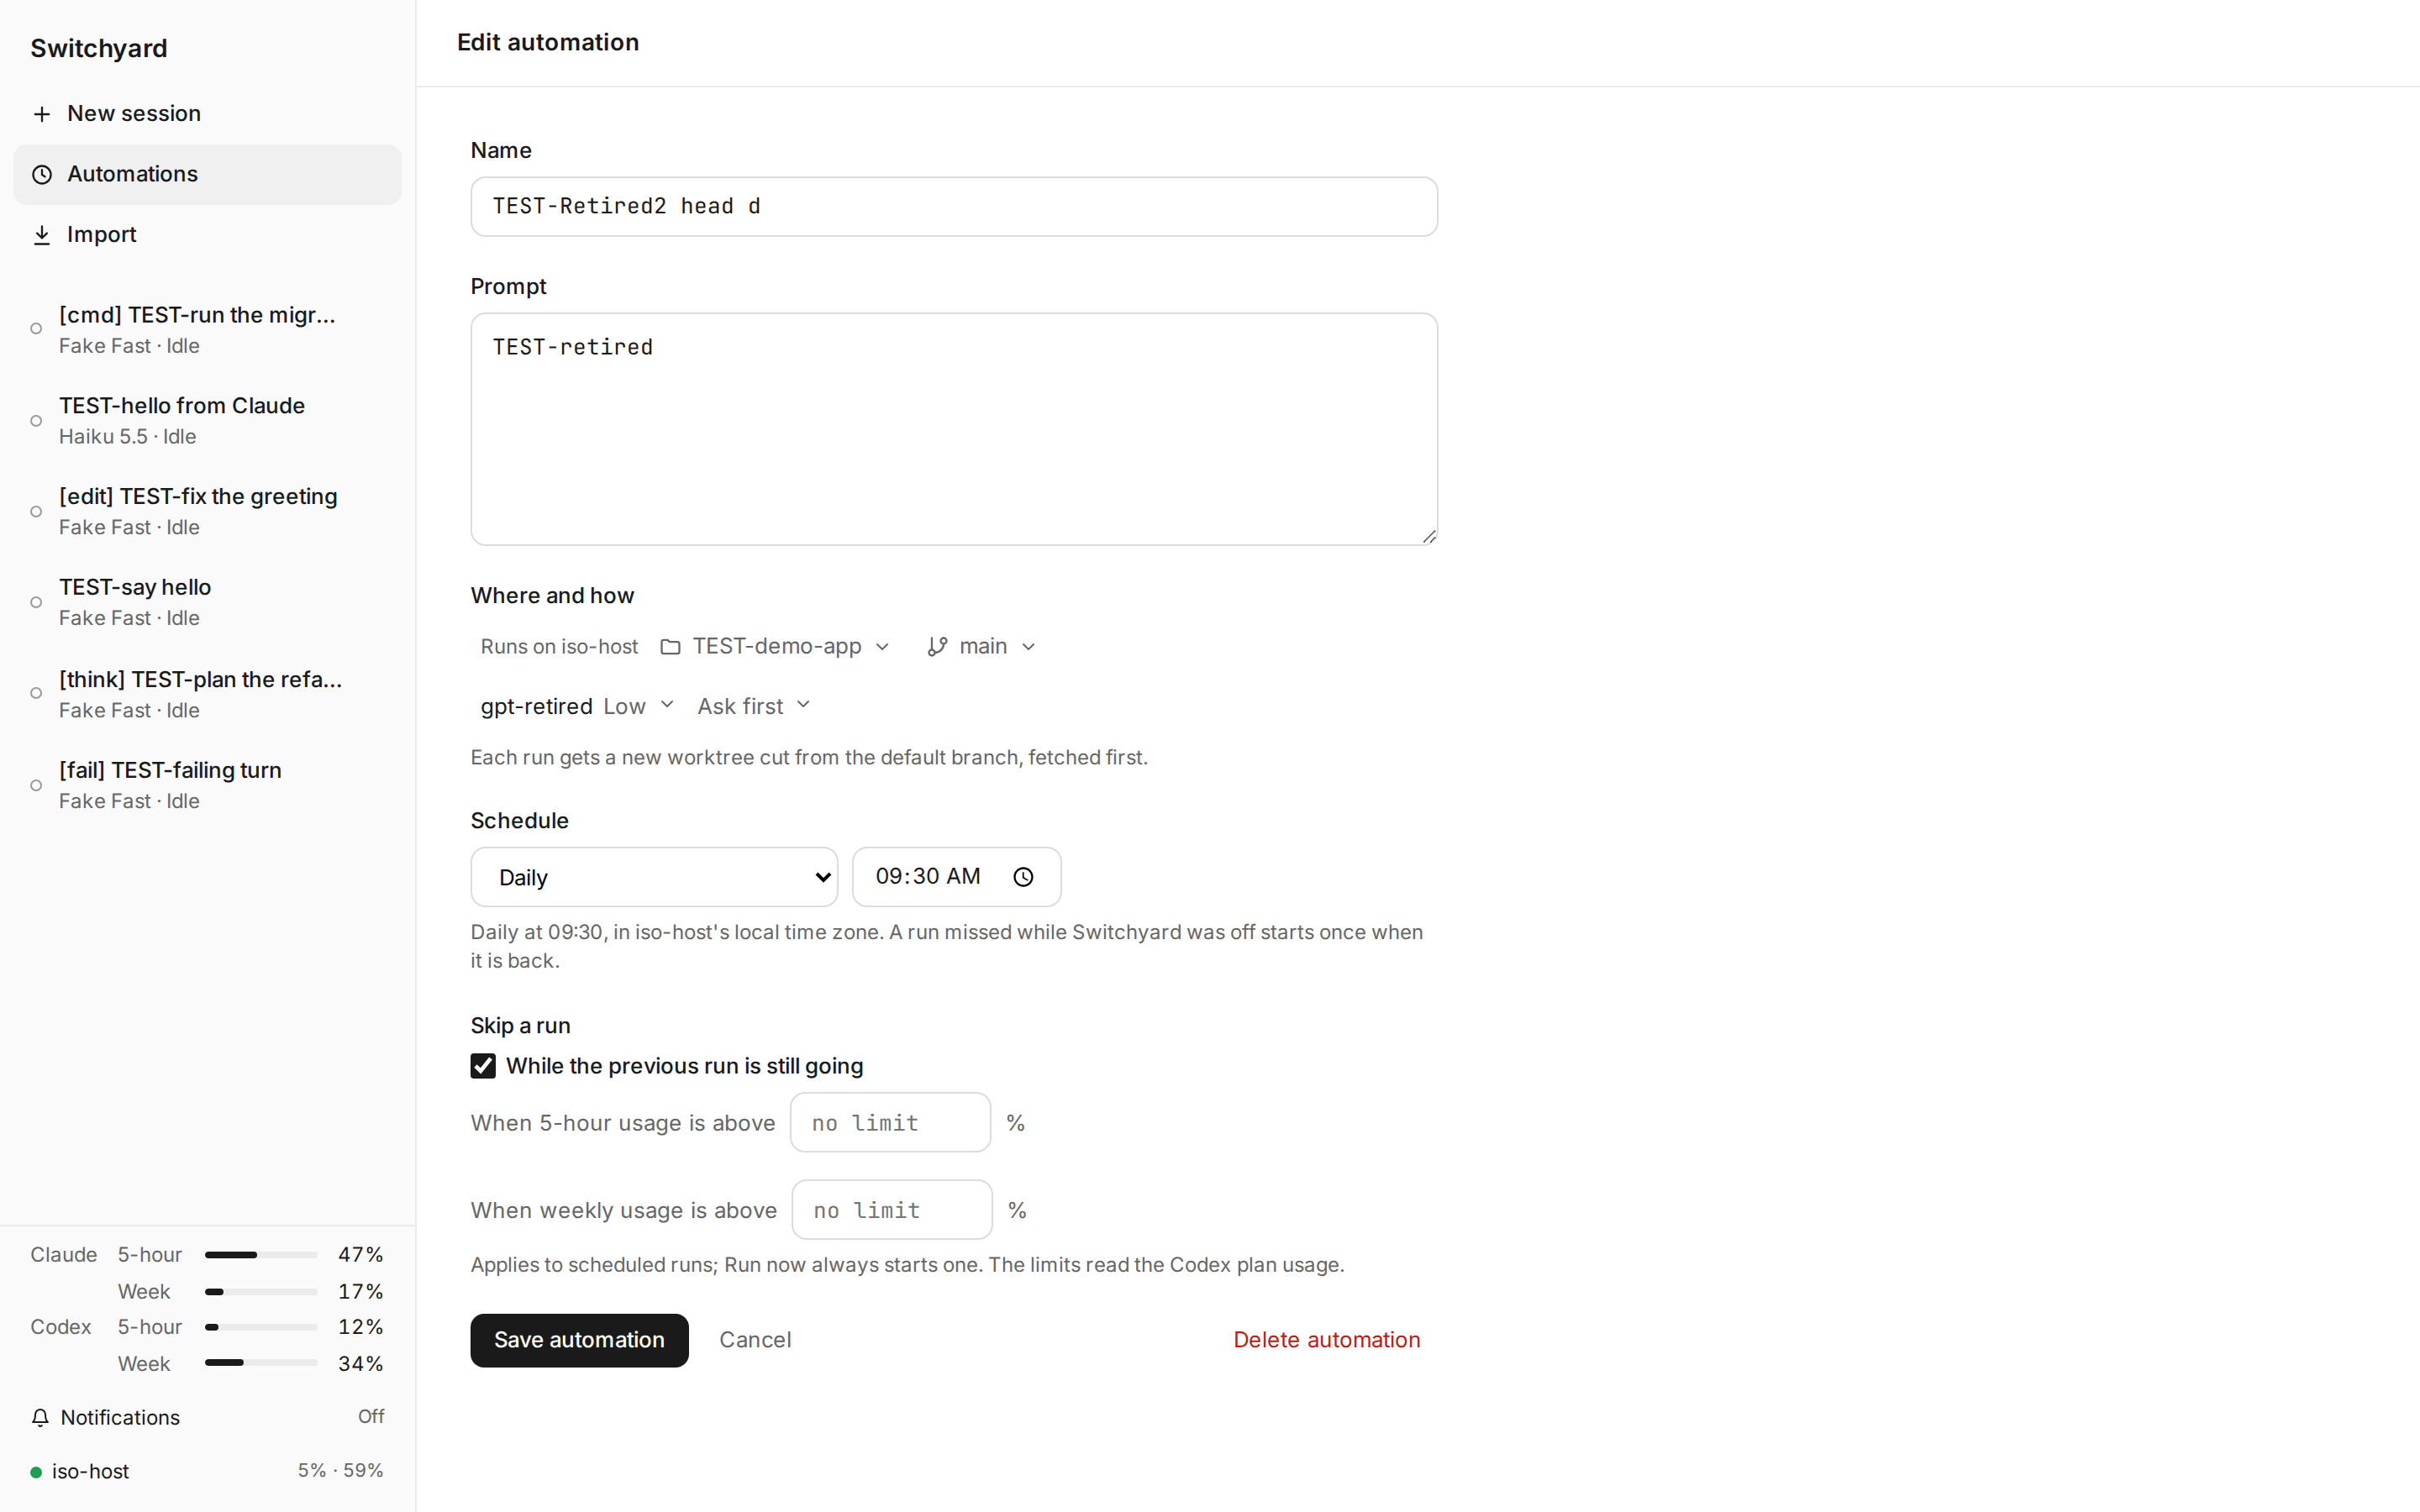 Switchyard
New session
Automations
Import
[cmd] TEST-run the migr...
Fake Fast · Idle
TEST-hello from Claude
Haiku 5.5 · Idle
[edit] TEST-fix the greeting
Fake Fast · Idle
TEST-say hello
Fake Fast · Idle
[think] TEST-plan the refa...
Fake Fast · Idle
[fail] TEST-failing turn
Fake Fast · Idle
Claude 5-hour 47%
Week 17%
Codex 5-hour 12%
Week 34%
Notifications Off
iso-host 5% · 59%
Edit automation
Name
TEST-Retired2 head d
Prompt
TEST-retired
Where and how
Runs on iso-host TEST-demo-app main
gpt-retired Low Ask first
Each run gets a new worktree cut from the default branch, fetched first.
Schedule
Daily 09:30 AM
Daily at 09:30, in iso-host's local time zone. A run missed while Switchyard was off starts once when
it is back.
Skip a run
While the previous run is still going
When 5-hour usage is above no limit %
When weekly usage is above no limit %
Applies to scheduled runs; Run now always starts one. The limits read the Codex plan usage.
Save automation Cancel Delete automation